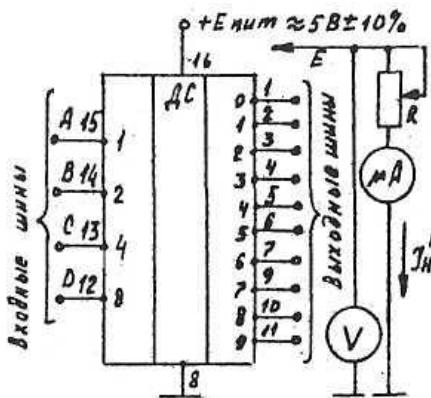 +Е пит ≈5В±10%
16
Е
ДС
А 15
1
В 14
2
С 13
4
D 12
8
Входные шины
0 1
1 2
2 3
3 4
4 5
5 6
6 7
7 9
8 10
9 11
Выходные шины
R
μА
Iн
V
8